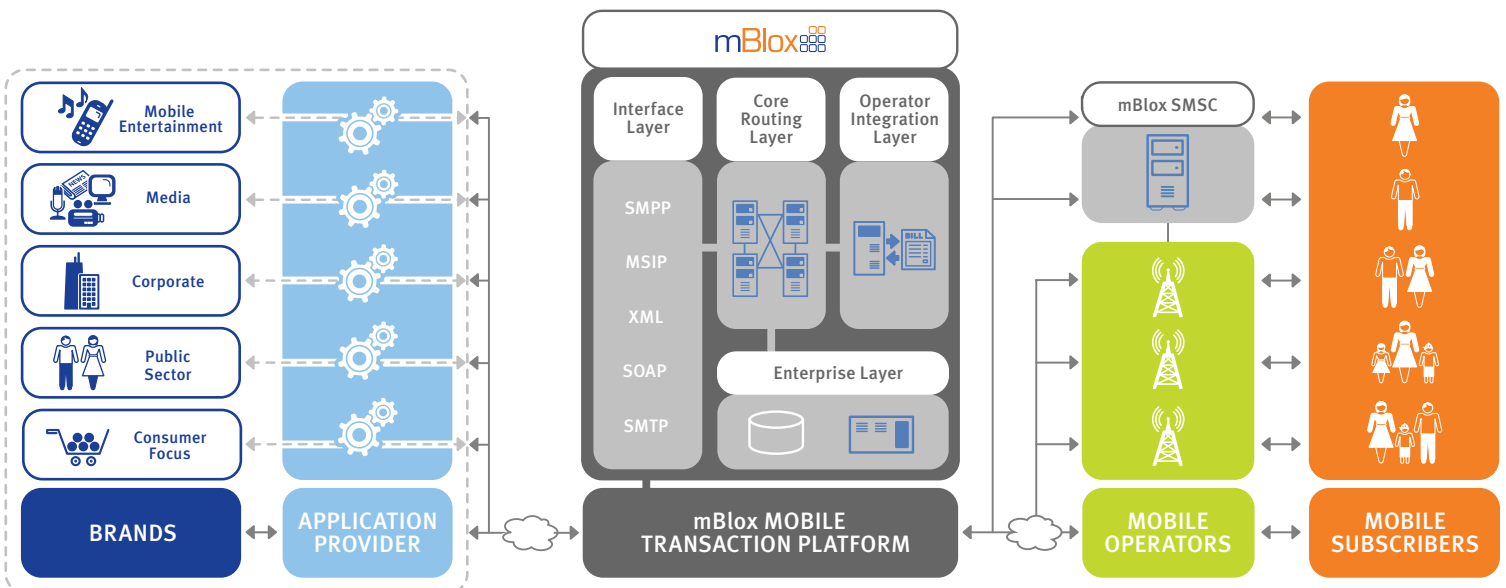 mBlox
Mobile
Entertainment
Media
NEWS
Corporate
Public
Sector
Consumer
Focus
BRANDS
APPLICATION
PROVIDER
Interface
Layer
SMPP
MSIP
XML
SOAP
SMTP
Core
Routing
Layer
Operator
Integration
Layer
BILL
Enterprise Layer
mBlox MOBILE
TRANSACTION PLATFORM
mBlox SMSC
MOBILE
OPERATORS
MOBILE
SUBSCRIBERS